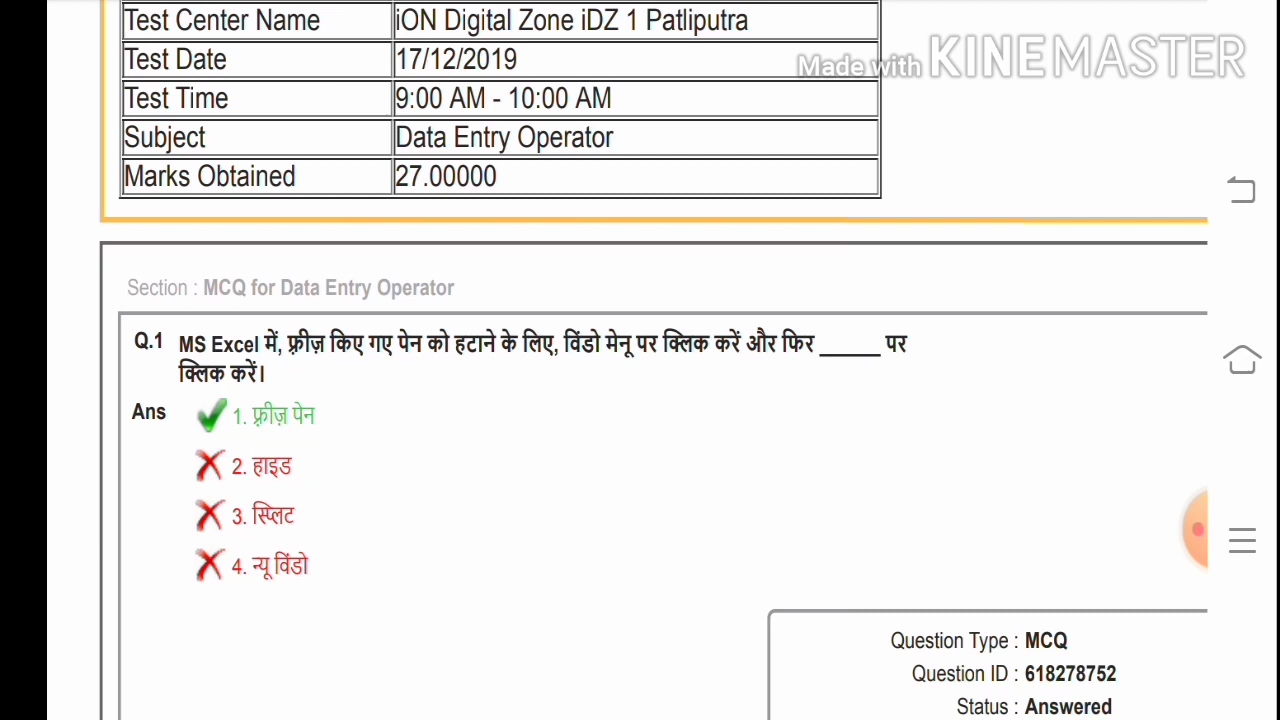 Test Center Name iON Digital Zone iDZ 1 Patliputra
Made with KINEMASTER
Test Date 17/12/2019
Test Time 9:00 AM - 10:00 AM
Subject Data Entry Operator
Marks Obtained 27.00000
Section : MCQ for Data Entry Operator
Q.1 MS Excel में, फ़्रीज़ किए गए पेन को हटाने के लिए, विंडो मेनू पर क्लिक करें और फिर ______ पर
क्लिक करें।
Ans 1. फ़्रीज़ पेन
2. हाइड
3. स्प्लिट
4. न्यू विंडो
Question Type : MCQ
Question ID : 618278752
Status : Answered